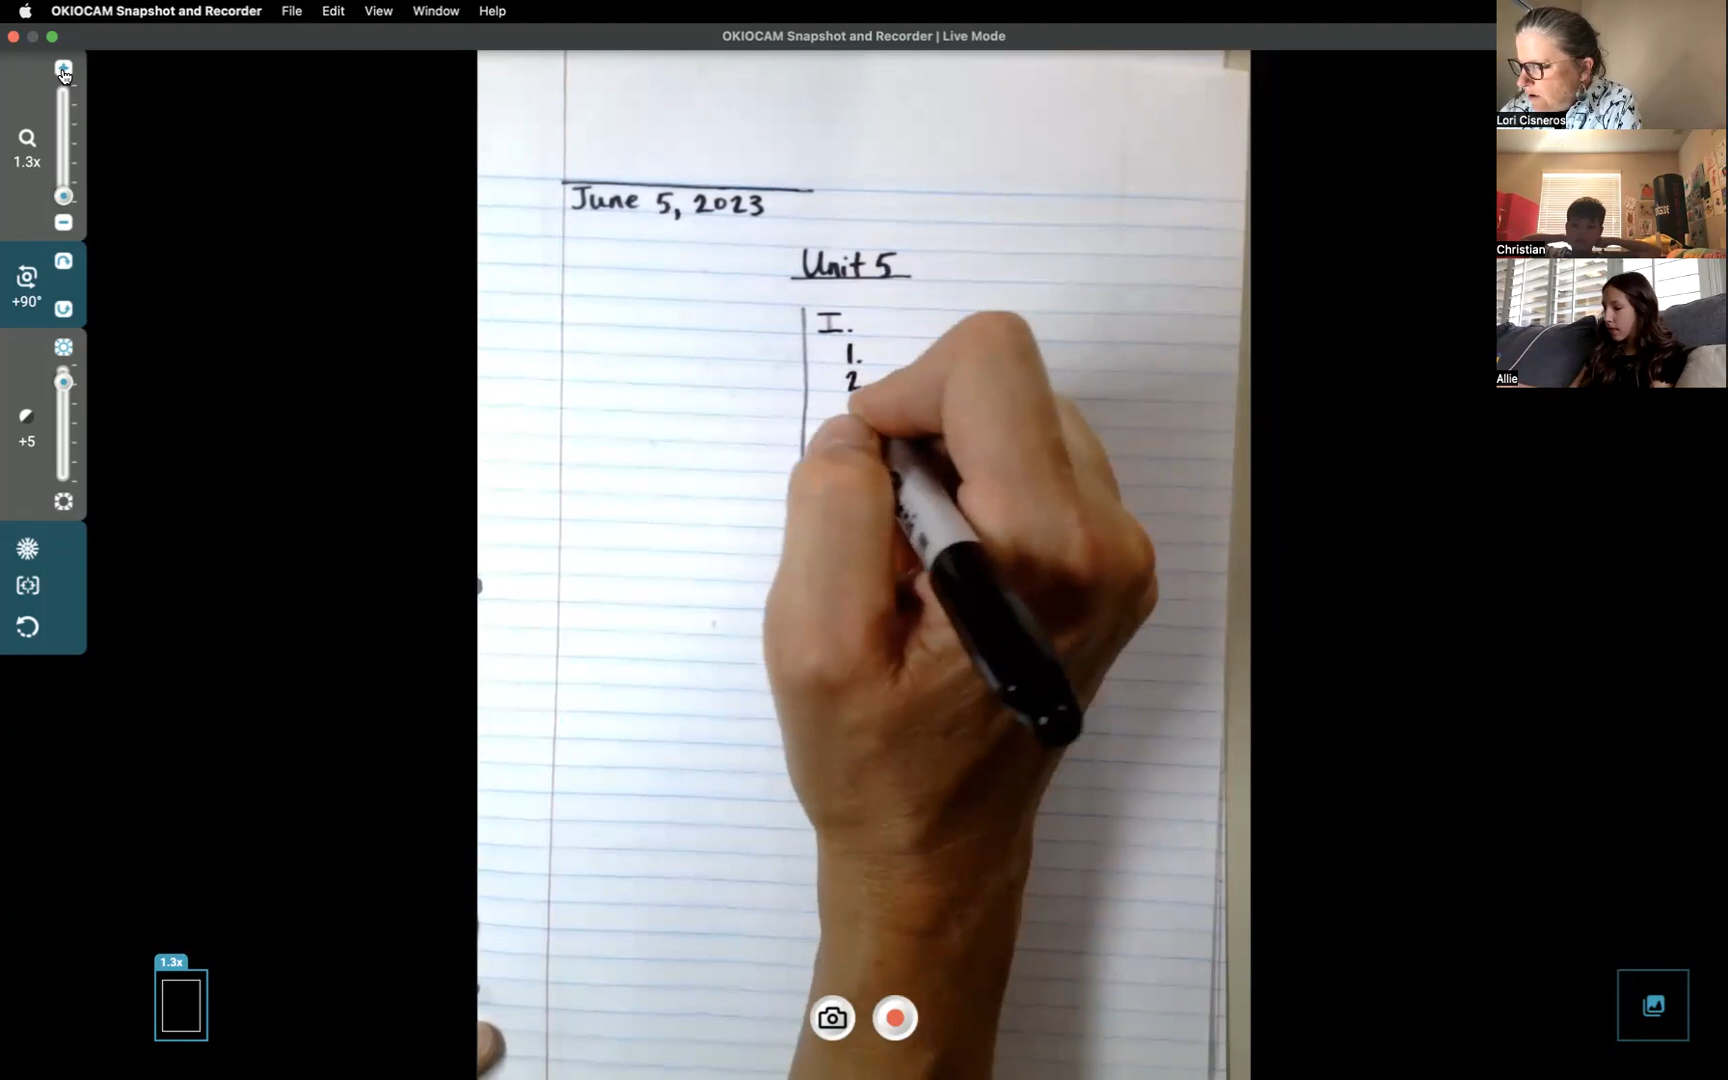 OKIOCAM Snapshot and Recorder File Edit View Window Help
OKIOCAM Snapshot and Recorder | Live Mode
1.3x
+90°
+5
June 5, 2023
Unit 5
I.
1.
2
1.3x
Lori Cisneros
Christian
Allie